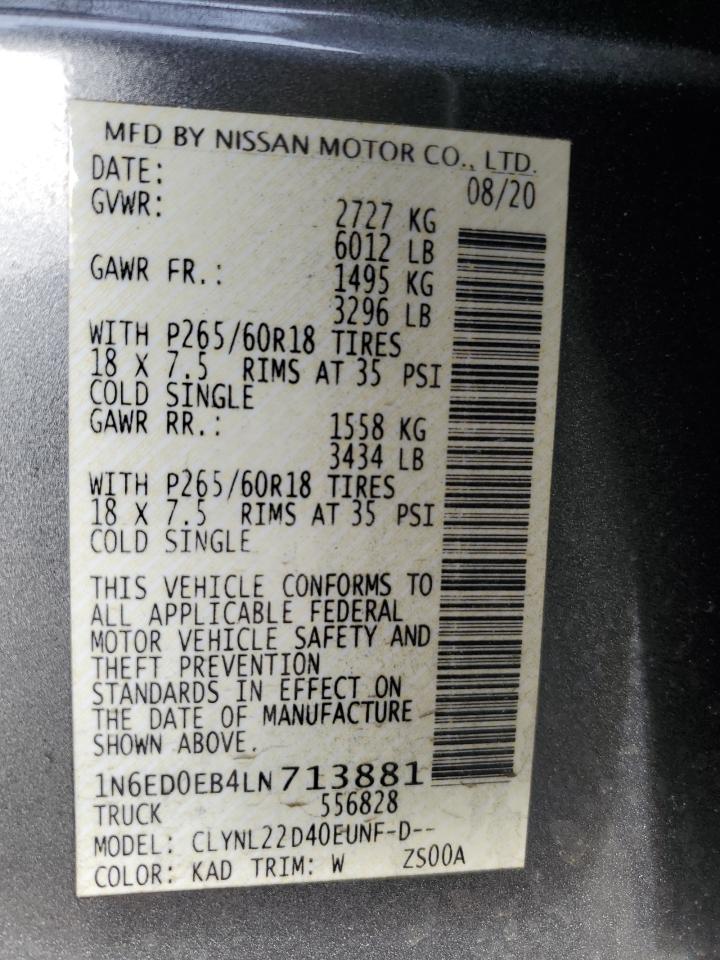 MFD BY NISSAN MOTOR CO., LTD.
DATE: 08/20
GVWR: 2727 KG
6012 LB
GAWR FR.: 1495 KG
3296 LB
WITH P265/60R18 TIRES
18 X 7.5 RIMS AT 35 PSI
COLD SINGLE
GAWR RR.: 1558 KG
3434 LB
WITH P265/60R18 TIRES
18 X 7.5 RIMS AT 35 PSI
COLD SINGLE
THIS VEHICLE CONFORMS TO
ALL APPLICABLE FEDERAL
MOTOR VEHICLE SAFETY AND
THEFT PREVENTION
STANDARDS IN EFFECT ON
THE DATE OF MANUFACTURE
SHOWN ABOVE.
1N6ED0EB4LN713881
TRUCK 556828
MODEL: CLYNL22D40EUNF-D--
COLOR: KAD TRIM: W ZS00A